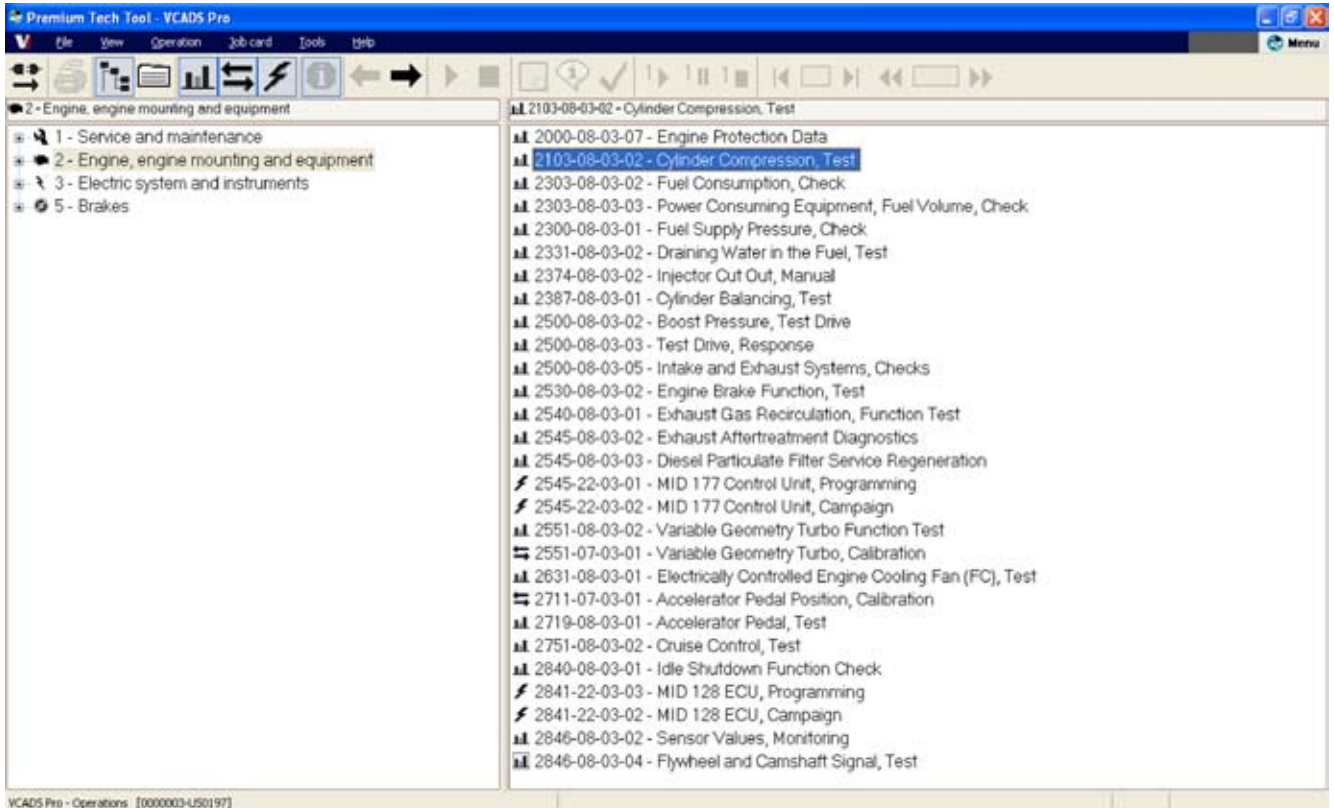 Premium Tech Tool - VCADS Pro
File View Operation Job card Tools Help Menu
2 - Engine, engine mounting and equipment
2103-08-03-02 - Cylinder Compression, Test
1 - Service and maintenance
2 - Engine, engine mounting and equipment
3 - Electric system and instruments
5 - Brakes
2000-08-03-07 - Engine Protection Data
2103-08-03-02 - Cylinder Compression, Test
2303-08-03-02 - Fuel Consumption, Check
2303-08-03-03 - Power Consuming Equipment, Fuel Volume, Check
2300-08-03-01 - Fuel Supply Pressure, Check
2331-08-03-02 - Draining Water in the Fuel, Test
2374-08-03-02 - Injector Cut Out, Manual
2387-08-03-01 - Cylinder Balancing, Test
2500-08-03-02 - Boost Pressure, Test Drive
2500-08-03-03 - Test Drive, Response
2500-08-03-05 - Intake and Exhaust Systems, Checks
2530-08-03-02 - Engine Brake Function, Test
2540-08-03-01 - Exhaust Gas Recirculation, Function Test
2545-08-03-02 - Exhaust Aftertreatment Diagnostics
2545-08-03-03 - Diesel Particulate Filter Service Regeneration
2545-22-03-01 - MID 177 Control Unit, Programming
2545-22-03-02 - MID 177 Control Unit, Campaign
2551-08-03-02 - Variable Geometry Turbo Function Test
2551-07-03-01 - Variable Geometry Turbo, Calibration
2631-08-03-01 - Electrically Controlled Engine Cooling Fan (FC), Test
2711-07-03-01 - Accelerator Pedal Position, Calibration
2719-08-03-01 - Accelerator Pedal, Test
2751-08-03-02 - Cruise Control, Test
2840-08-03-01 - Idle Shutdown Function Check
2841-22-03-03 - MID 128 ECU, Programming
2841-22-03-02 - MID 128 ECU, Campaign
2846-08-03-02 - Sensor Values, Monitoring
2846-08-03-04 - Flywheel and Camshaft Signal, Test
VCADS Pro - Operations [0000003-US0197]